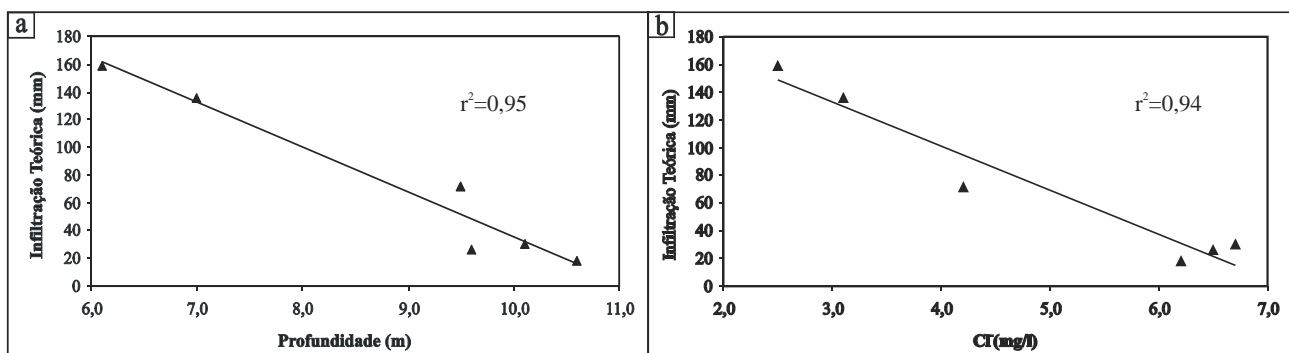 a
180
160
140
120
100
80
60
40
20
0
Infiltração Teórica (mm)
r²=0,95
6,0 7,0 8,0 9,0 10,0 11,0
Profundidade (m)
b
180
160
140
120
100
80
60
40
20
0
Infiltração Teórica (mm)
r²=0,94
2,0 3,0 4,0 5,0 6,0 7,0
Cl⁻(mg/l)